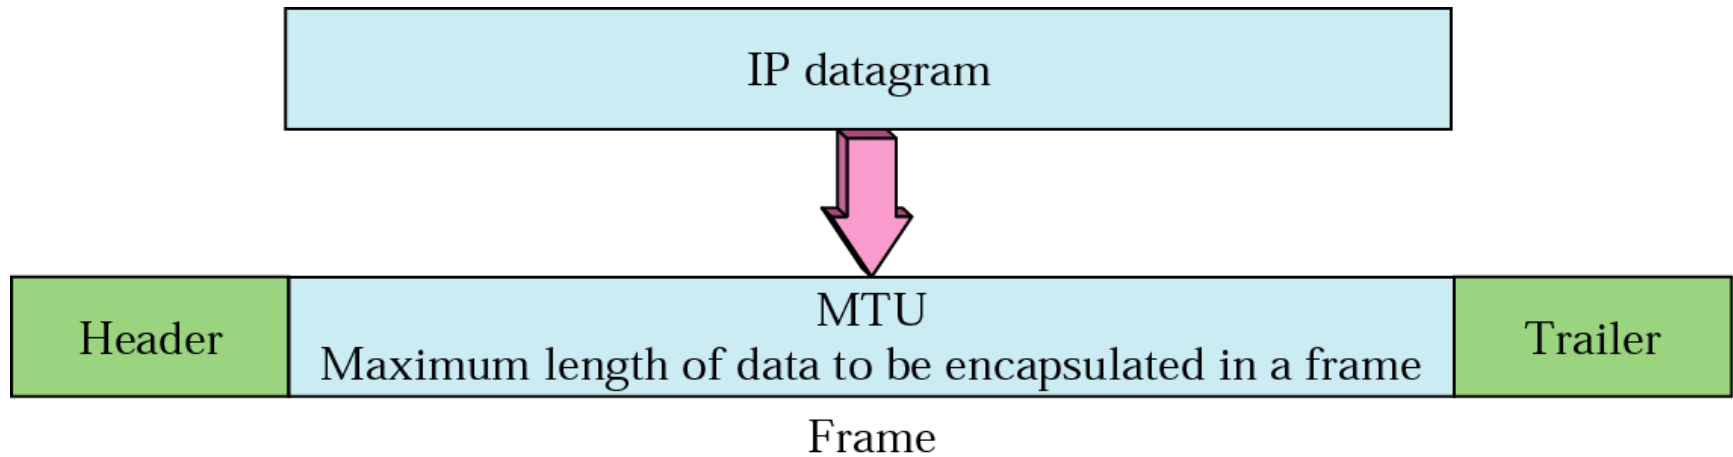 IP datagram
MTU
Header
Maximum length of data to be encapsulated in a frame
Trailer
Frame